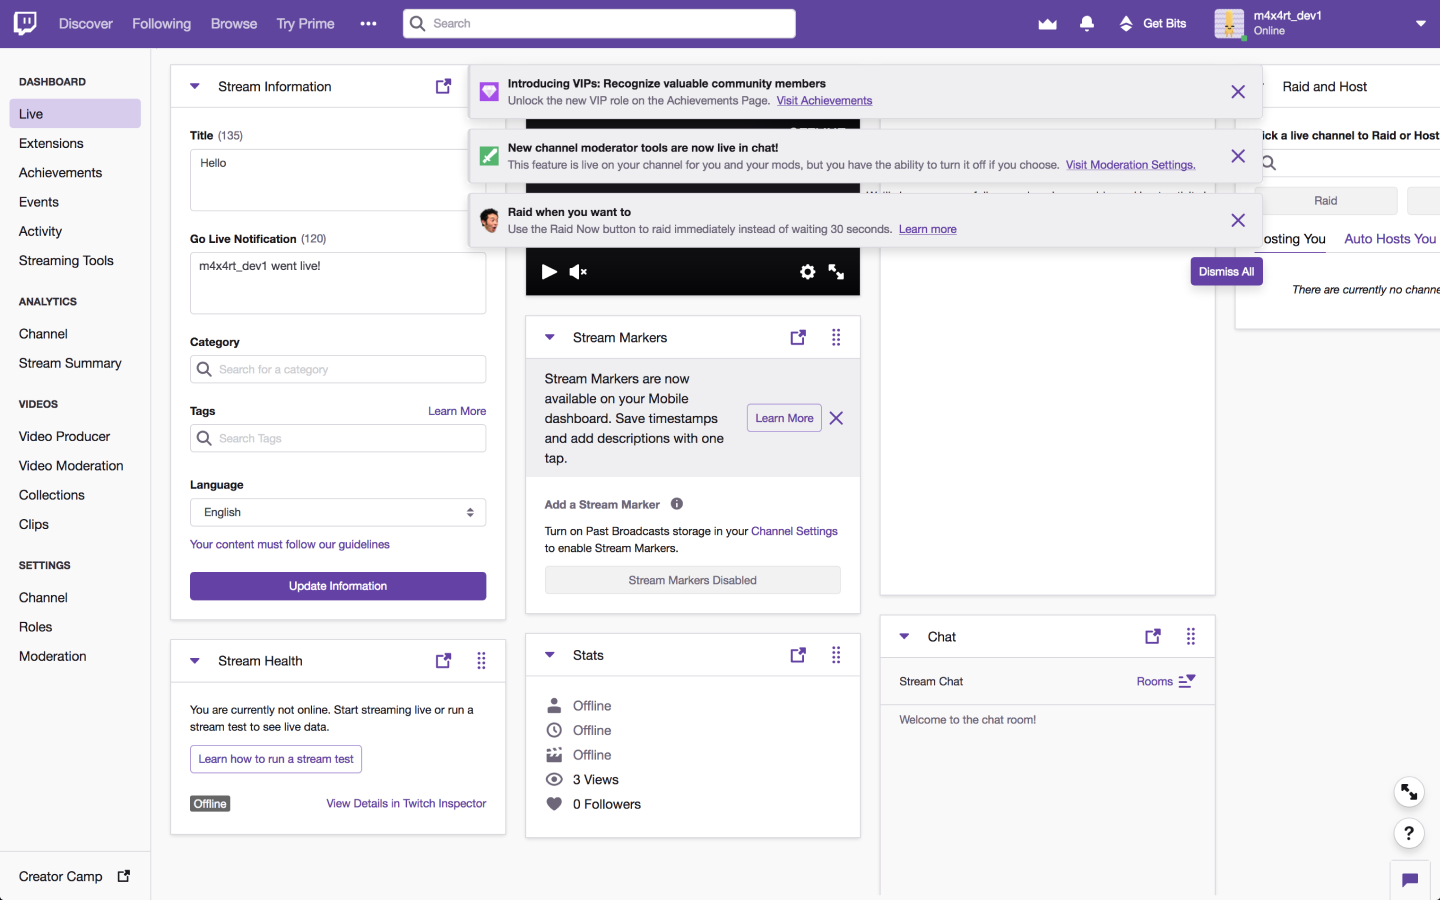 Discover
Following
Browse
Try Prime
Search
Get Bits
m4x4rt_dev1
Online
DASHBOARD
Live
Extensions
Achievements
Events
Activity
Streaming Tools
ANALYTICS
Channel
Stream Summary
VIDEOS
Video Producer
Video Moderation
Collections
Clips
SETTINGS
Channel
Roles
Moderation
Creator Camp
Stream Information
Title (135)
Hello
Go Live Notification (120)
m4x4rt_dev1 went live!
Category
Search for a category
Tags
Learn More
Search Tags
Language
English
Your content must follow our guidelines
Update Information
Stream Health
You are currently not online. Start streaming live or run a
stream test to see live data.
Learn how to run a stream test
Offline
View Details in Twitch Inspector
Introducing VIPs: Recognize valuable community members
Unlock the new VIP role on the Achievements Page. Visit Achievements
New channel moderator tools are now live in chat!
This feature is live on your channel for you and your mods, but you have the ability to turn it off if you choose. Visit Moderation Settings.
Raid when you want to
Use the Raid Now button to raid immediately instead of waiting 30 seconds. Learn more
Dismiss All
Stream Markers
Stream Markers are now
available on your Mobile
dashboard. Save timestamps
and add descriptions with one
tap.
Learn More
Add a Stream Marker
Turn on Past Broadcasts storage in your Channel Settings
to enable Stream Markers.
Stream Markers Disabled
Stats
Offline
Offline
Offline
3 Views
0 Followers
Chat
Stream Chat
Rooms
Welcome to the chat room!
Raid and Host
ick a live channel to Raid or Host
Raid
osting You
Auto Hosts You
There are currently no channe
?